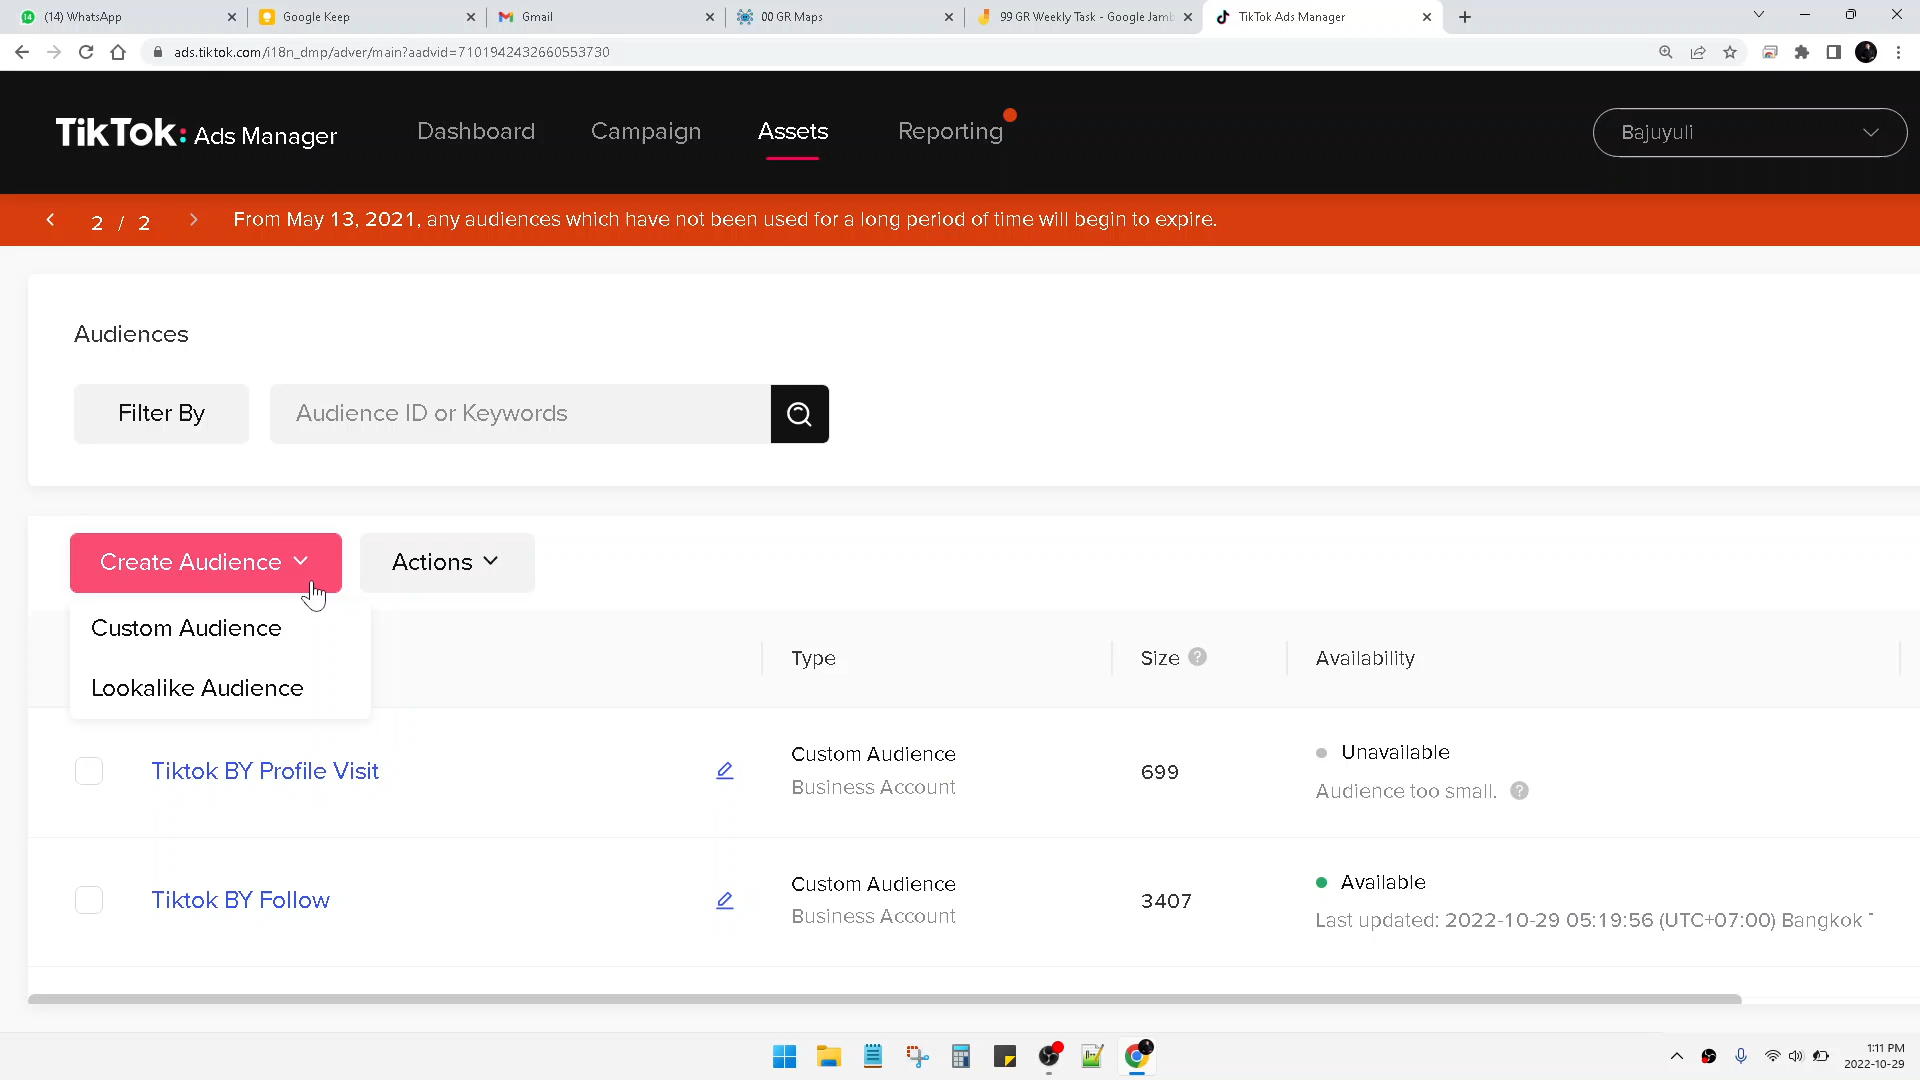 (14) WhatsApp
Google Keep
Gmail
00 GR Maps
99 GR Weekly Task - Google Jamb
TikTok Ads Manager
ads.tiktok.com/i18n_dmp/adver/main?aadvid=7101942432660553730
TikTok: Ads Manager
Dashboard
Campaign
Assets
Reporting
Bajuyuli
2 / 2
From May 13, 2021, any audiences which have not been used for a long period of time will begin to expire.
Audiences
Filter By
Audience ID or Keywords
Create Audience
Actions
Custom Audience
Lookalike Audience
Type
Size
Availability
Tiktok BY Profile Visit
Custom Audience
Business Account
699
Unavailable
Audience too small.
Tiktok BY Follow
Custom Audience
Business Account
3407
Available
Last updated: 2022-10-29 05:19:56 (UTC+07:00) Bangkok
1:11 PM
2022-10-29